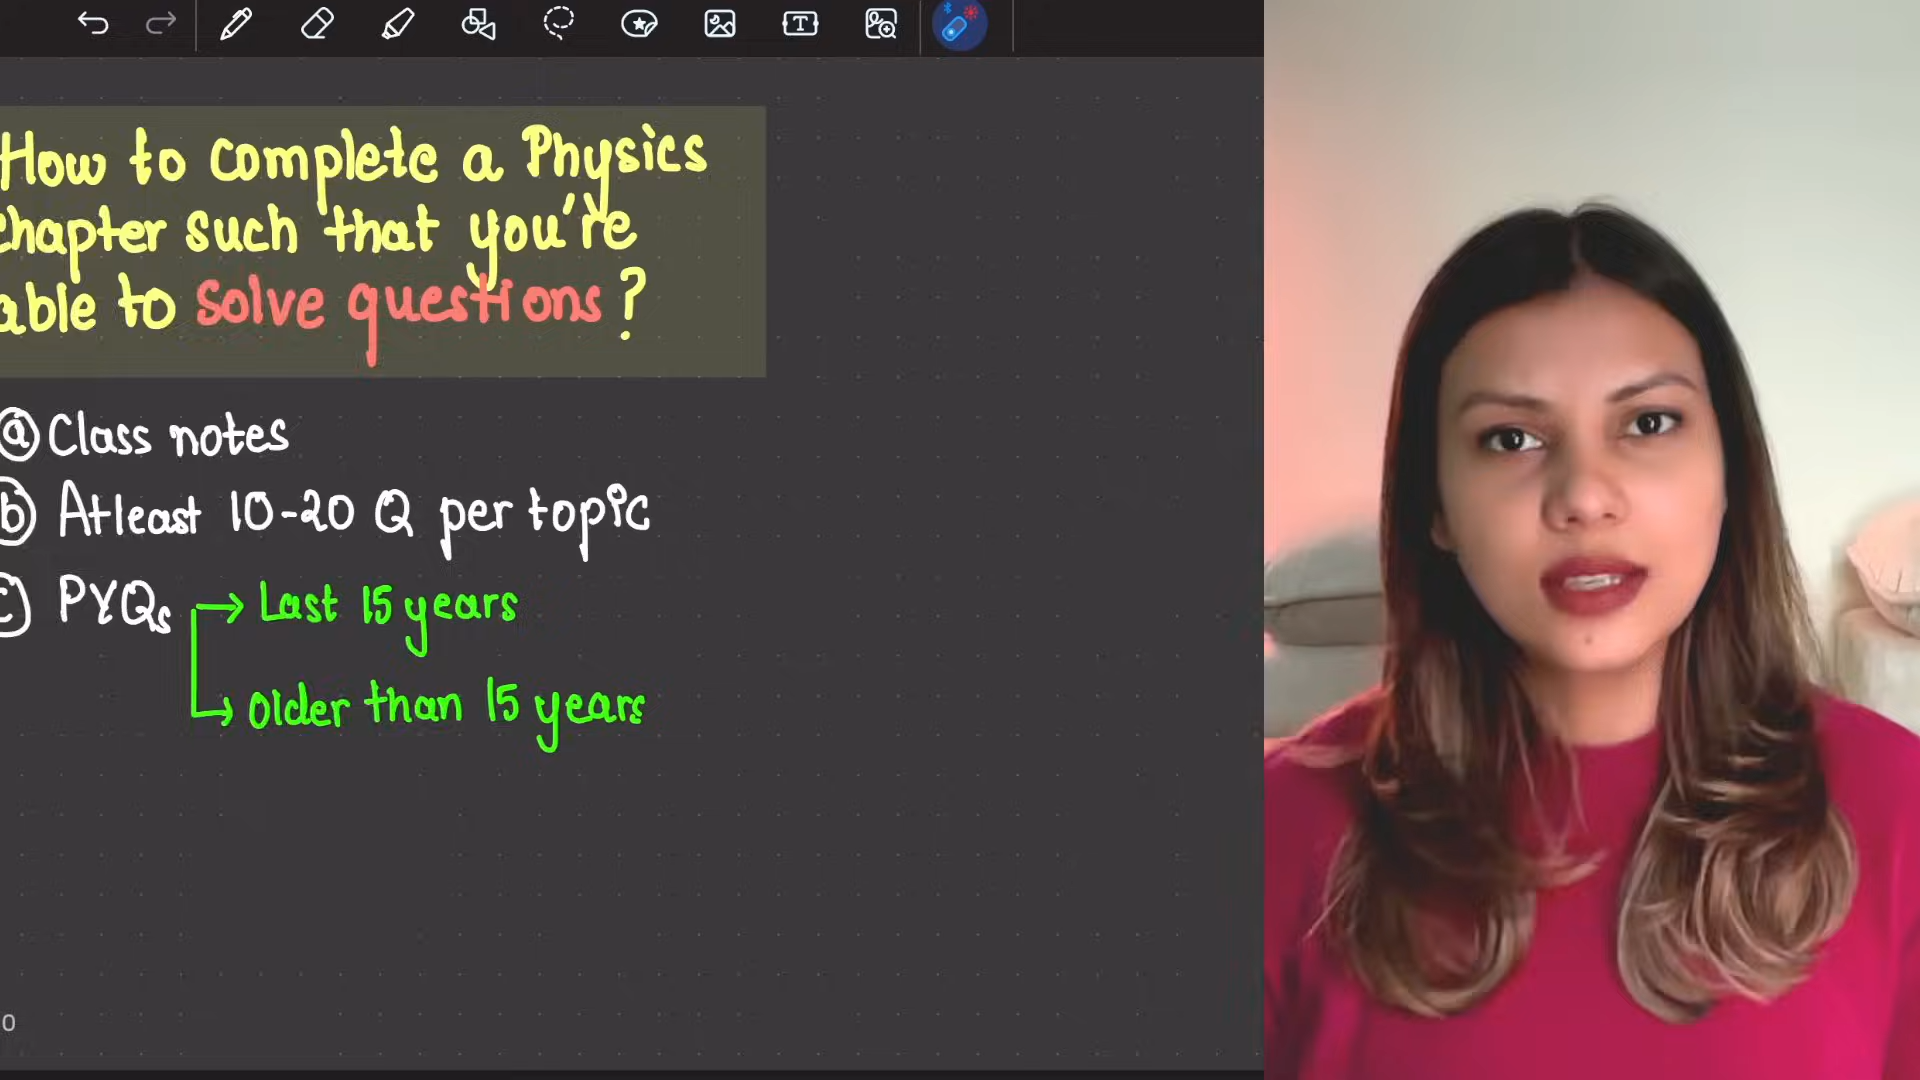 How to complete a Physics
chapter such that you're
able to solve questions?
a Class notes
b Atleast 10-20 Q per topic
c PYQs → Last 15 years
→ Older than 15 years
T
0